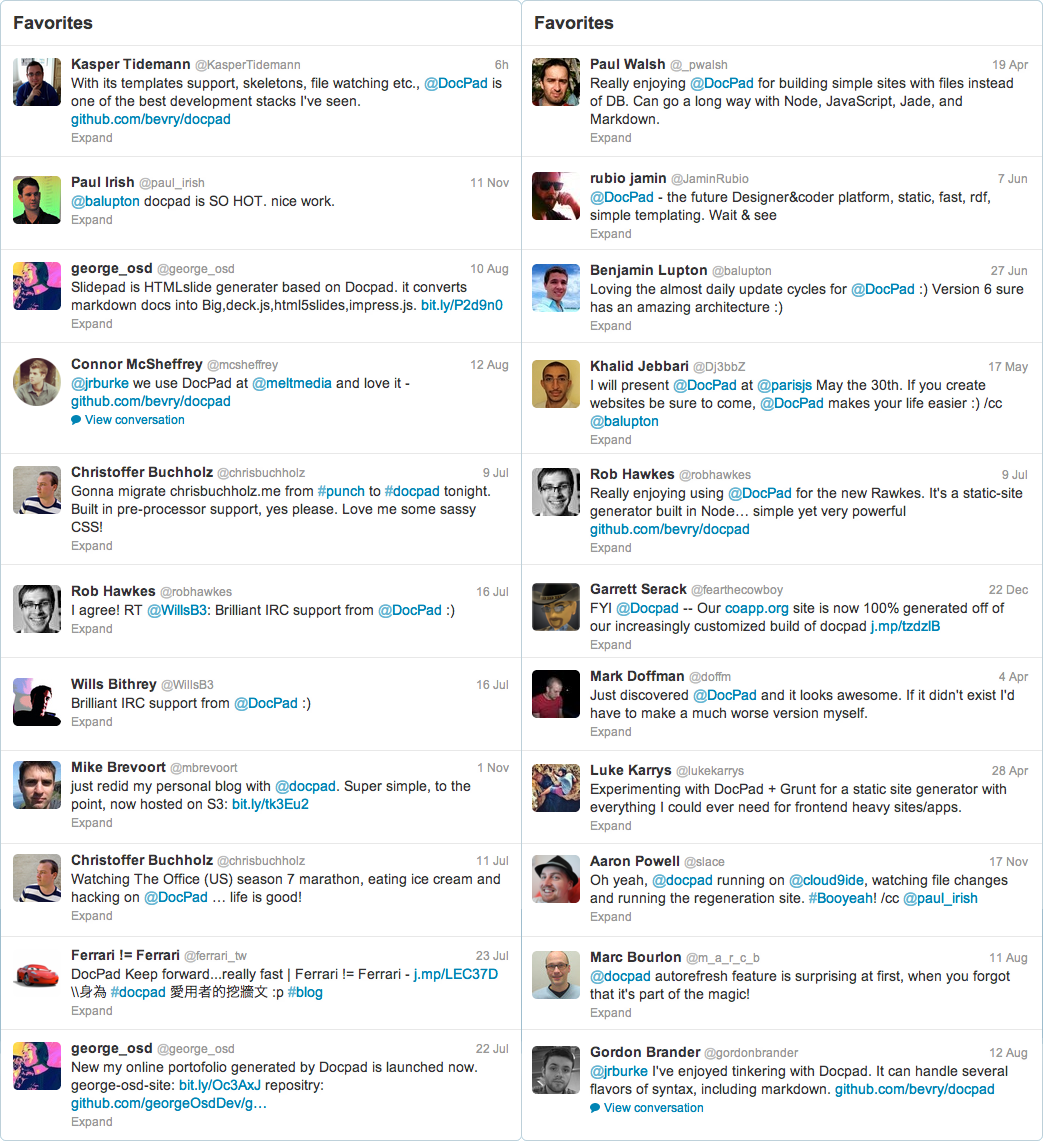 Favorites
Kasper Tidemann @KasperTidemann 6h
With its templates support, skeletons, file watching etc., @DocPad is
one of the best development stacks I've seen.
github.com/bevry/docpad
Expand
Paul Irish @paul_irish 11 Nov
@balupton docpad is SO HOT. nice work.
Expand
george_osd @george_osd 10 Aug
Slidepad is HTMLslide generater based on Docpad. it converts
markdown docs into Big,deck.js,html5slides,impress.js. bit.ly/P2d9n0
Expand
Connor McSheffrey @mcsheffrey 12 Aug
@jrburke we use DocPad at @meltmedia and love it -
github.com/bevry/docpad
View conversation
Christoffer Buchholz @chrisbuchholz 9 Jul
Gonna migrate chrisbuchholz.me from #punch to #docpad tonight.
Built in pre-processor support, yes please. Love me some sassy
CSS!
Expand
Rob Hawkes @robhawkes 16 Jul
I agree! RT @WillsB3: Brilliant IRC support from @DocPad :)
Expand
Wills Bithrey @WillsB3 16 Jul
Brilliant IRC support from @DocPad :)
Expand
Mike Brevoort @mbrevoort 1 Nov
just redid my personal blog with @docpad. Super simple, to the
point, now hosted on S3: bit.ly/tk3Eu2
Expand
Christoffer Buchholz @chrisbuchholz 11 Jul
Watching The Office (US) season 7 marathon, eating ice cream and
hacking on @DocPad … life is good!
Expand
Ferrari != Ferrari @ferrari_tw 23 Jul
DocPad Keep forward...really fast | Ferrari != Ferrari - j.mp/LEC37D
\\身為 #docpad 愛用者的挖牆文 :p #blog
Expand
george_osd @george_osd 22 Jul
New my online portofolio generated by Docpad is launched now.
george-osd-site: bit.ly/Oc3AxJ repositry:
github.com/georgeOsdDev/g…
Expand
Favorites
Paul Walsh @_pwalsh 19 Apr
Really enjoying @DocPad for building simple sites with files instead
of DB. Can go a long way with Node, JavaScript, Jade, and
Markdown.
Expand
rubio jamin @JaminRubio 7 Jun
@DocPad - the future Designer&coder platform, static, fast, rdf,
simple templating. Wait & see
Expand
Benjamin Lupton @balupton 27 Jun
Loving the almost daily update cycles for @DocPad :) Version 6 sure
has an amazing architecture :)
Expand
Khalid Jebbari @Dj3bbZ 17 May
I will present @DocPad at @parisjs May the 30th. If you create
websites be sure to come, @DocPad makes your life easier :) /cc
@balupton
Expand
Rob Hawkes @robhawkes 9 Jul
Really enjoying using @DocPad for the new Rawkes. It's a static-site
generator built in Node… simple yet very powerful
github.com/bevry/docpad
Expand
Garrett Serack @fearthecowboy 22 Dec
FYI @Docpad -- Our coapp.org site is now 100% generated off of
our increasingly customized build of docpad j.mp/tzdzIB
Expand
Mark Doffman @doffm 4 Apr
Just discovered @DocPad and it looks awesome. If it didn't exist I'd
have to make a much worse version myself.
Expand
Luke Karrys @lukekarrys 28 Apr
Experimenting with DocPad + Grunt for a static site generator with
everything I could ever need for frontend heavy sites/apps.
Expand
Aaron Powell @slace 17 Nov
Oh yeah, @docpad running on @cloud9ide, watching file changes
and running the regeneration site. #Booyeah! /cc @paul_irish
Expand
Marc Bourlon @m_a_r_c_b 11 Aug
@docpad autorefresh feature is surprising at first, when you forgot
that it's part of the magic!
Expand
Gordon Brander @gordonbrander 12 Aug
@jrburke I've enjoyed tinkering with Docpad. It can handle several
flavors of syntax, including markdown. github.com/bevry/docpad
View conversation